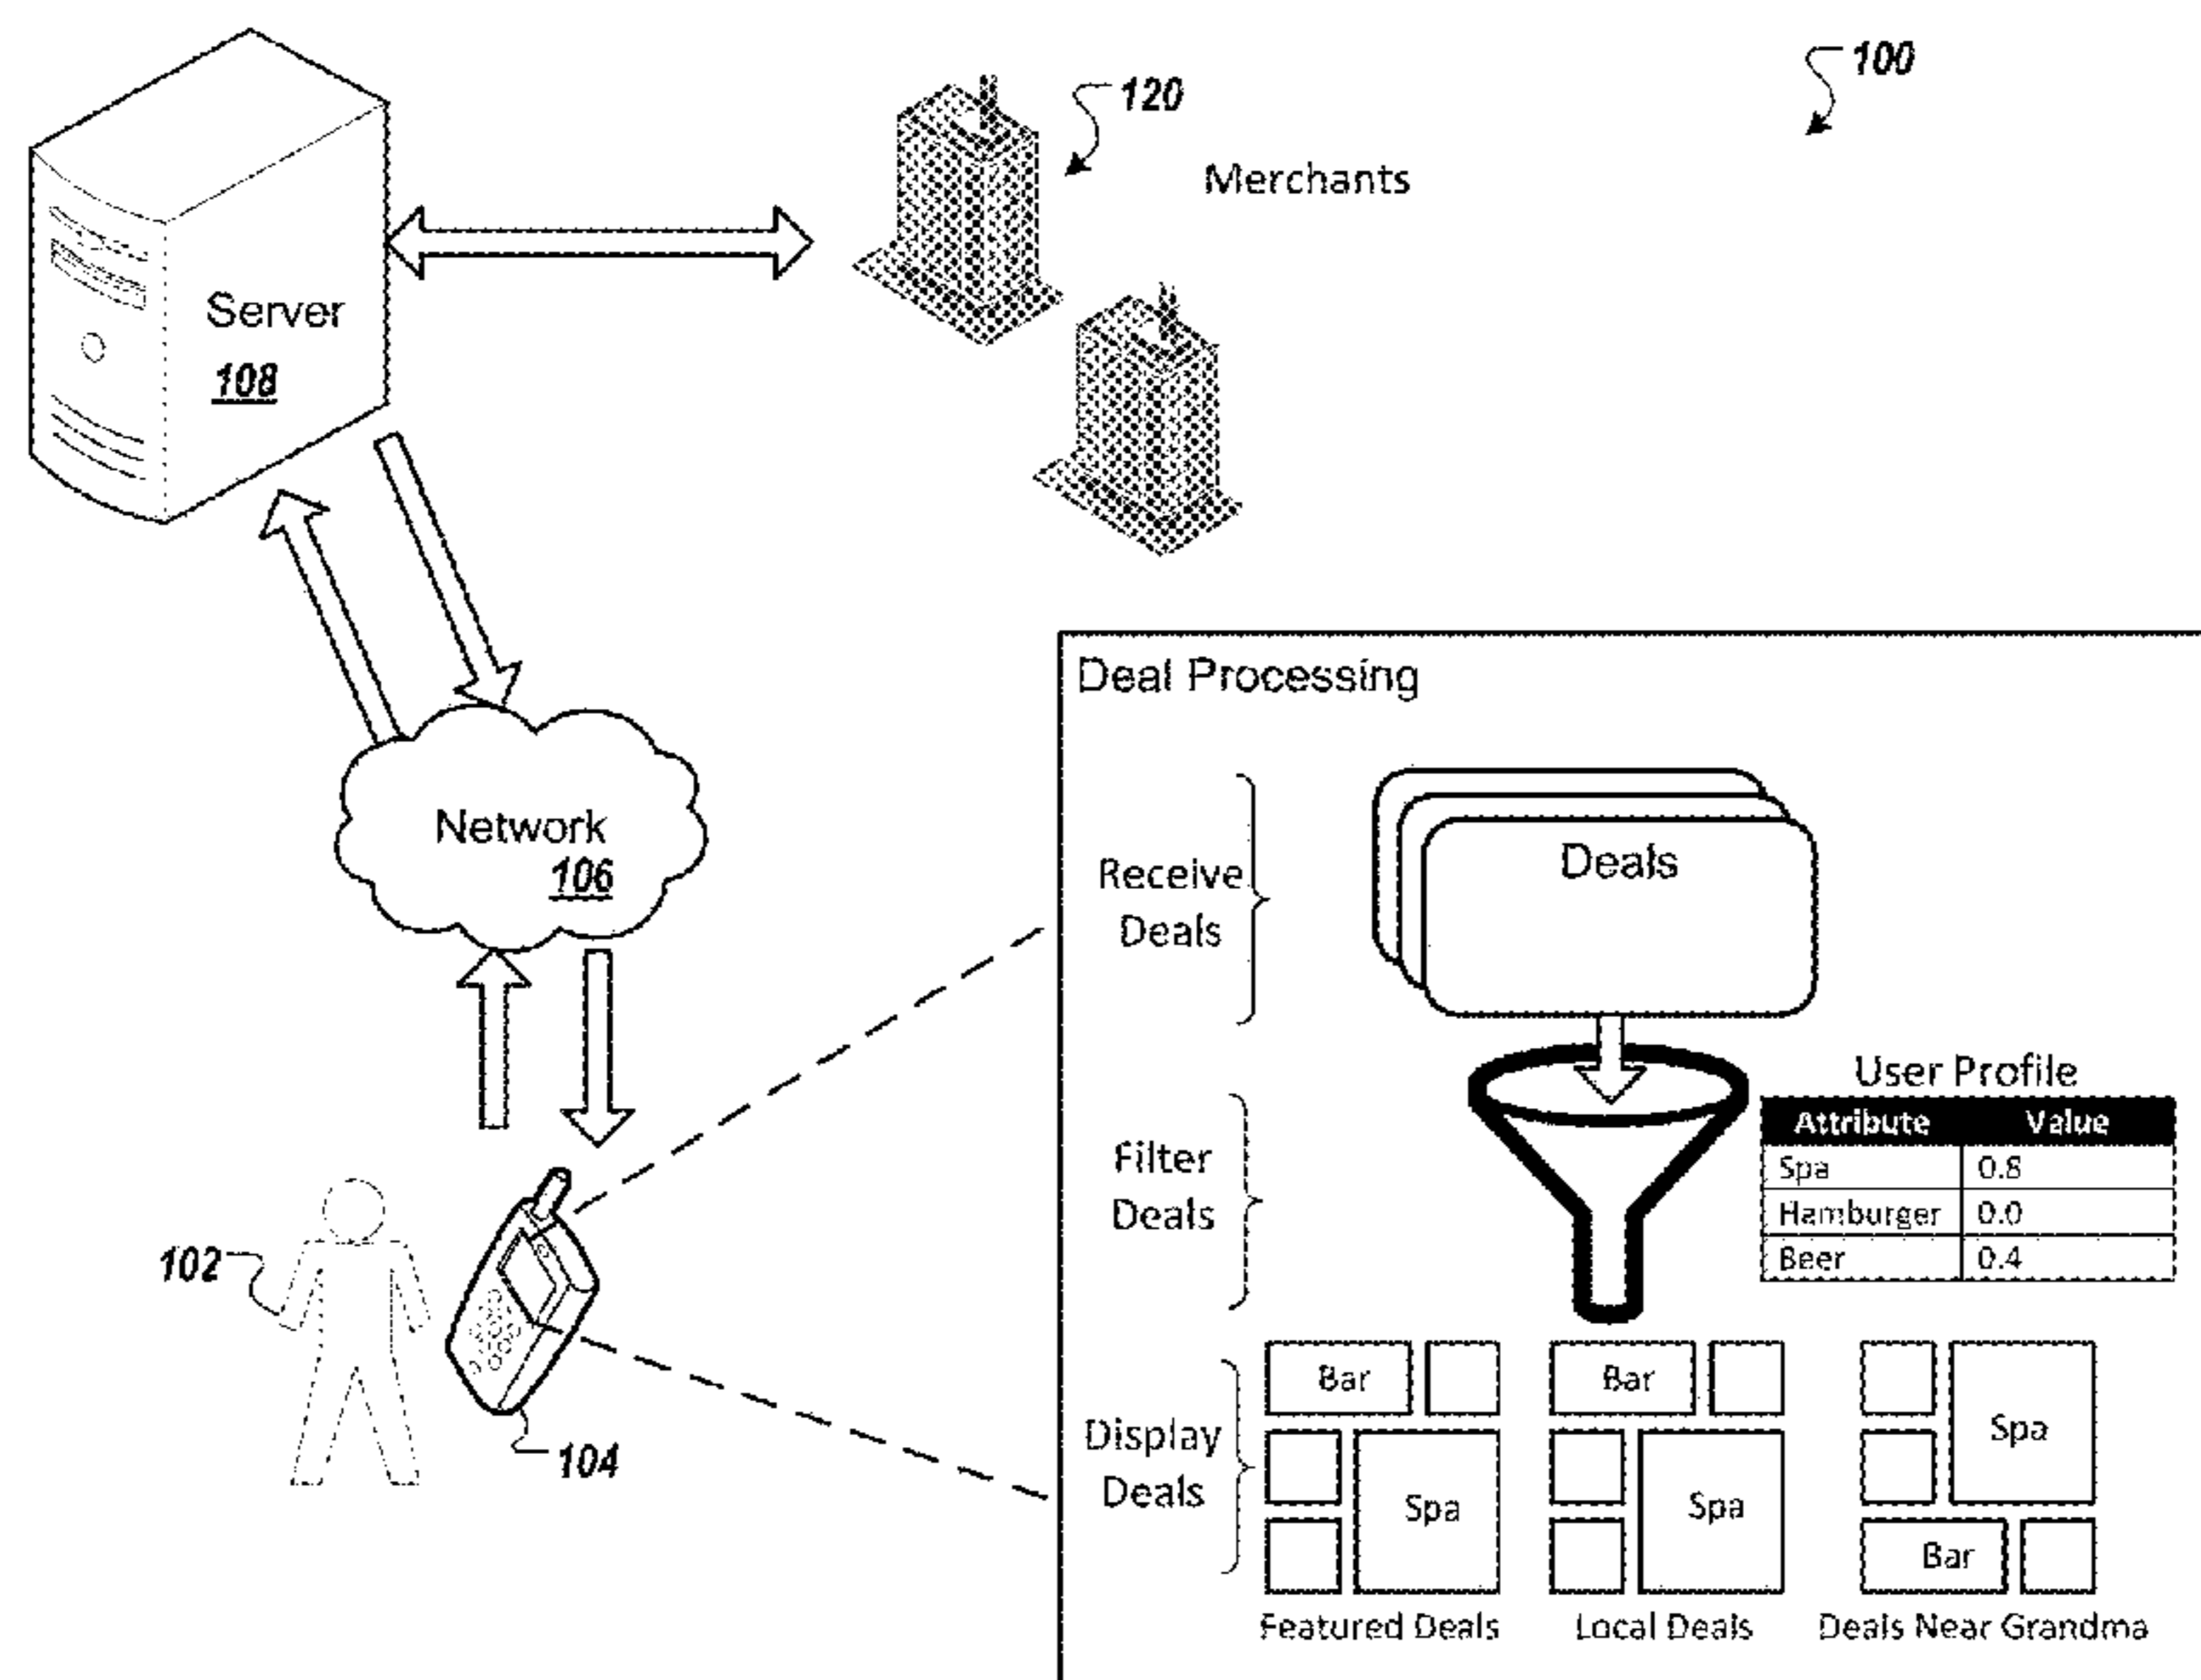 100
120
Merchants
Server
108
Deal Processing
Network
106
Receive
Deals
Deals
User Profile
Attribute Value
Spa 0.8
Hamburger 0.0
Beer 0.4
Filter
Deals
102
104
Display
Deals
Bar
Spa
Featured Deals
Bar
Spa
Local Deals
Spa
Bar
Deals Near Grandma